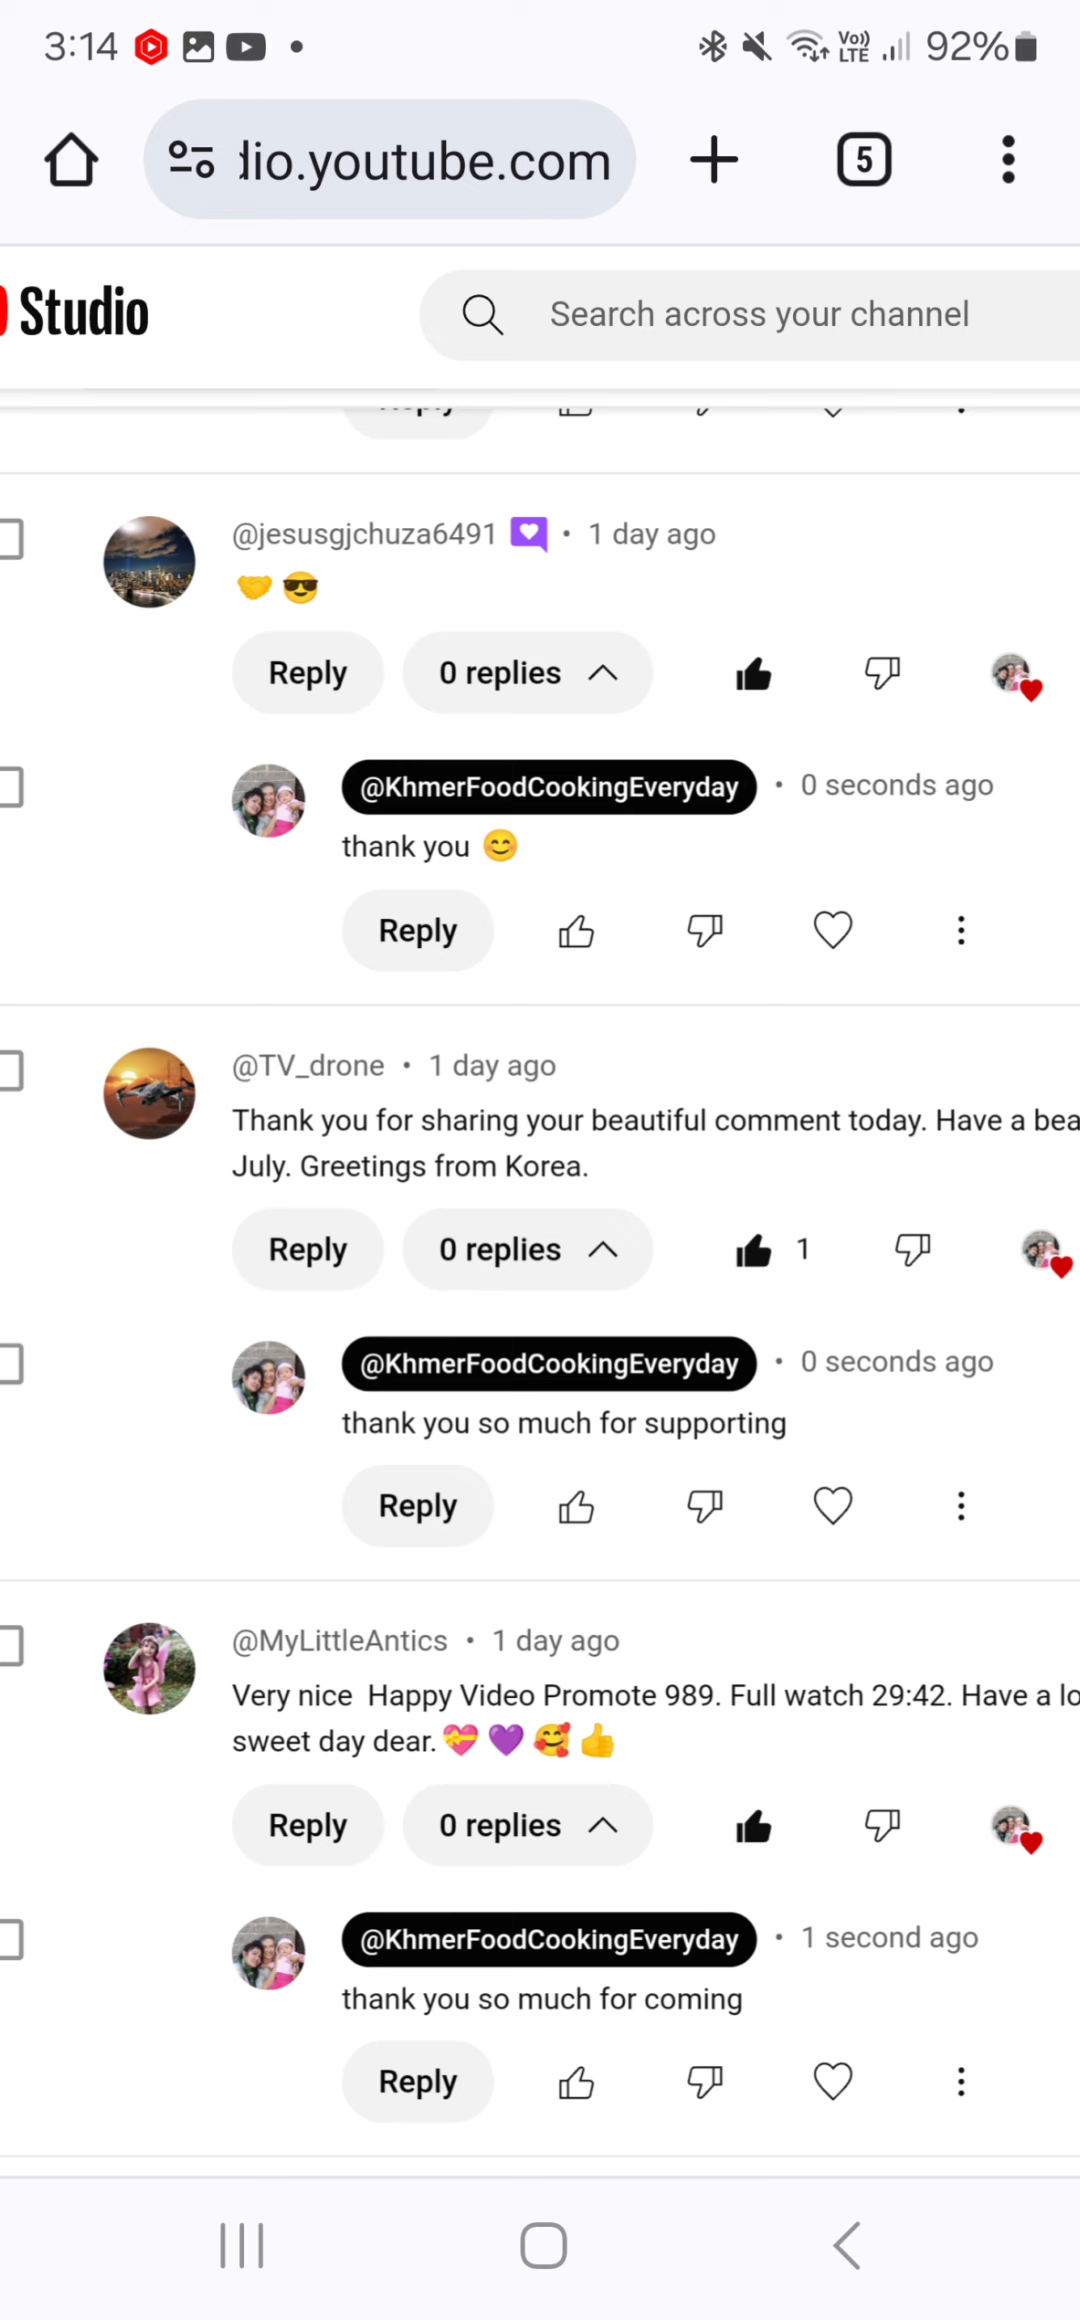 3:14 Vo)) LTE 92%
dio.youtube.com 5
Studio Search across your channel
Reply
@jesusgjchuza6491 • 1 day ago
🤝 😎
Reply 0 replies
@KhmerFoodCookingEveryday • 0 seconds ago
thank you 😊
Reply
@TV_drone • 1 day ago
Thank you for sharing your beautiful comment today. Have a bea
July. Greetings from Korea.
Reply 0 replies 1
@KhmerFoodCookingEveryday • 0 seconds ago
thank you so much for supporting
Reply
@MyLittleAntics • 1 day ago
Very nice Happy Video Promote 989. Full watch 29:42. Have a lo
sweet day dear. 💝 💜 🥰 👍
Reply 0 replies
@KhmerFoodCookingEveryday • 1 second ago
thank you so much for coming
Reply